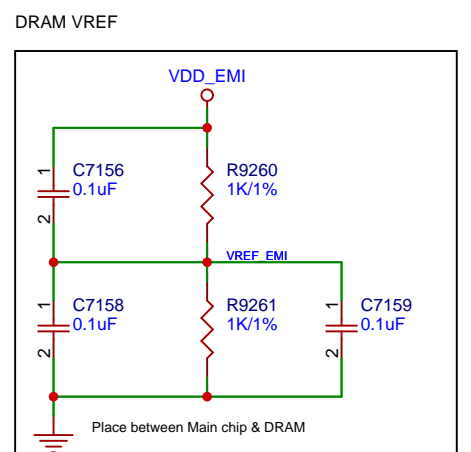 DRAM VREF
VDD_EMI
1
C7156
0.1uF
2
R9260
1K/1%
VREF_EMI
1
C7158
0.1uF
2
R9261
1K/1%
1
C7159
0.1uF
2
Place between Main chip & DRAM